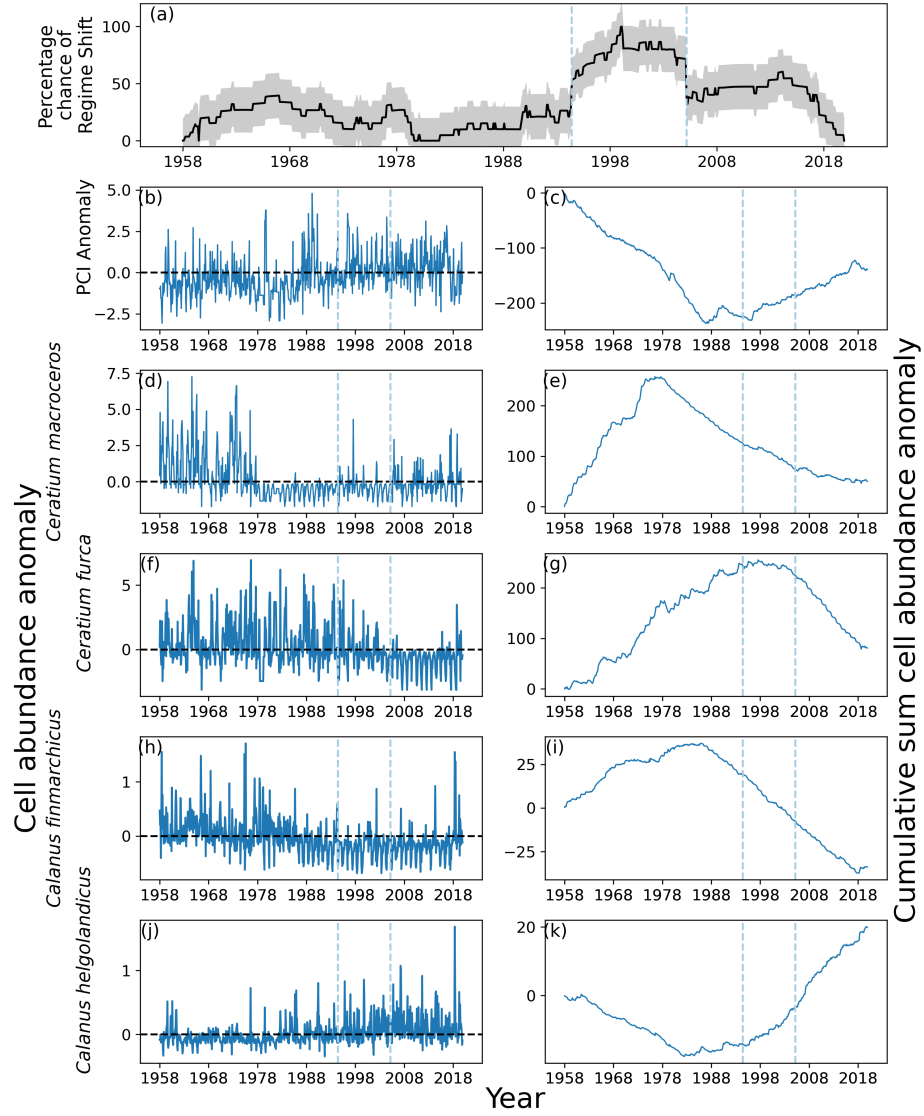 (a)
Percentage
chance of
Regime Shift
100
50
0
1958
1968
1978
1988
1998
2008
2018
(b)
PCI Anomaly
5.0
2.5
0.0
−2.5
1958 1968 1978 1988 1998 2008 2018
(c)
0
−100
−200
1958 1968 1978 1988 1998 2008 2018
(d)
Ceratium macroceros
7.5
5.0
2.5
0.0
1958 1968 1978 1988 1998 2008 2018
(e)
200
100
0
1958 1968 1978 1988 1998 2008 2018
(f)
Ceratium furca
5
0
1958 1968 1978 1988 1998 2008 2018
(g)
200
100
0
1958 1968 1978 1988 1998 2008 2018
(h)
Calanus finmarchicus
1
0
1958 1968 1978 1988 1998 2008 2018
(i)
25
0
−25
1958 1968 1978 1988 1998 2008 2018
(j)
Calanus helgolandicus
1
0
1958 1968 1978 1988 1998 2008 2018
(k)
20
0
1958 1968 1978 1988 1998 2008 2018
Cell abundance anomaly
Cumulative sum cell abundance anomaly
Year